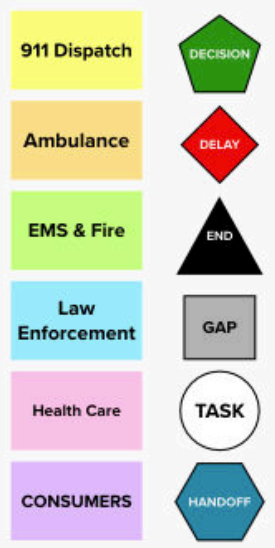 911 Dispatch
DECISION
Ambulance
DELAY
EMS & Fire
END
Law
Enforcement
GAP
Health Care
TASK
CONSUMERS
HANDOFF